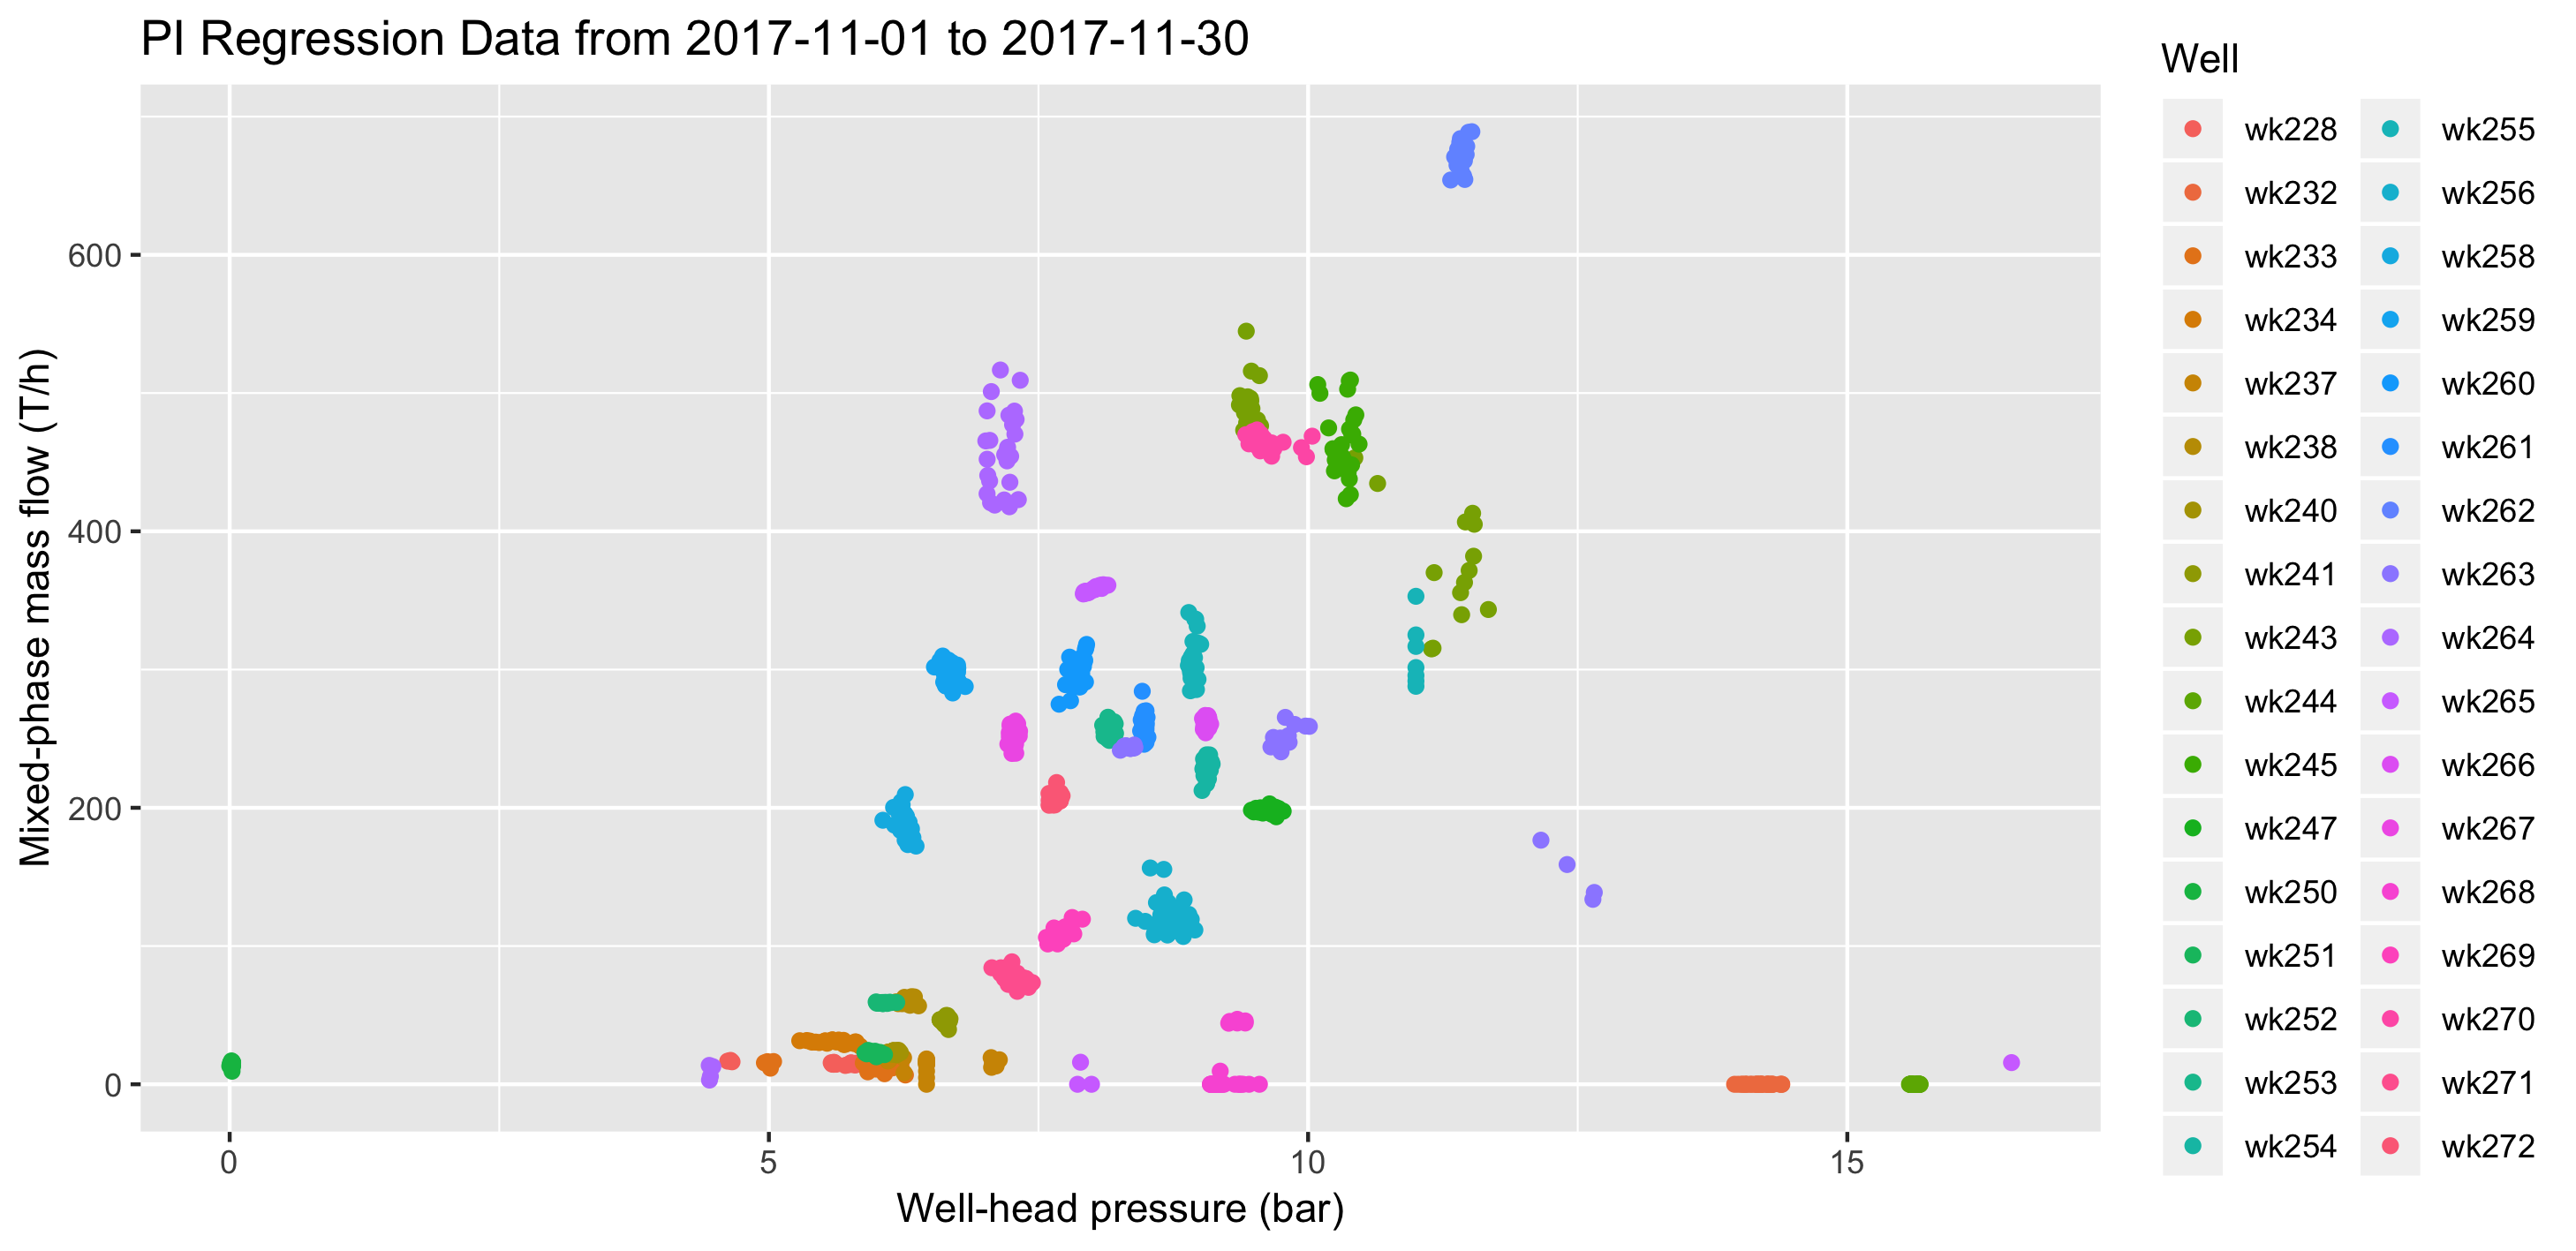 PI Regression Data from 2017-11-01 to 2017-11-30
Mixed-phase mass flow (T/h)
600
400
200
0
0 5 10 15
Well-head pressure (bar)
Well
wk228 wk255
wk232 wk256
wk233 wk258
wk234 wk259
wk237 wk260
wk238 wk261
wk240 wk262
wk241 wk263
wk243 wk264
wk244 wk265
wk245 wk266
wk247 wk267
wk250 wk268
wk251 wk269
wk252 wk270
wk253 wk271
wk254 wk272